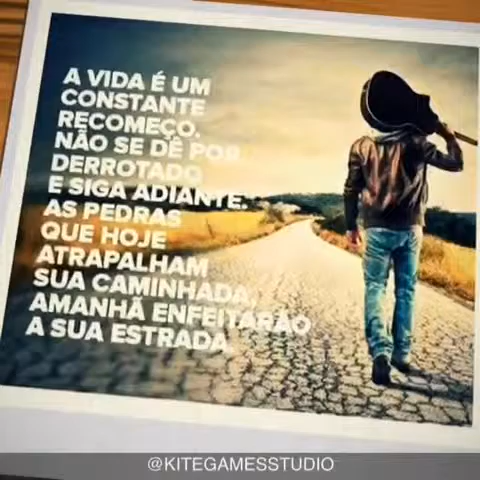 A VIDA É UM
CONSTANTE
RECOMEÇO.
NÃO SE DÊ POR
DERROTADO
E SIGA ADIANTE.
AS PEDRAS
QUE HOJE
ATRAPALHAM
SUA CAMINHADA,
AMANHÃ ENFEITARÃO
A SUA ESTRADA.
@KITEGAMESSTUDIO